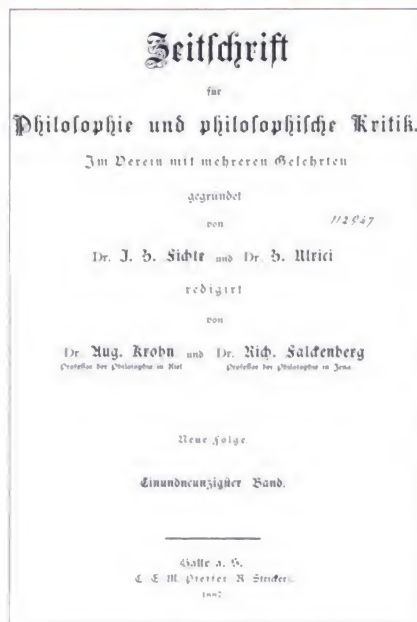 Zeitschrift
für
Philosophie und philosophische Kritik.
Im Verein mit mehreren Gelehrten
gegründet
von
112947
Dr. J. H. Fichte und Dr. H. Ulrici
redigirt
von
Dr. Aug. Krohn und Dr. Rich. Falckenberg
Professor der Philosophie in Kiel Professor der Philosophie in Jena
Neue Folge.
Einundneunzigster Band.
Halle a. S.
C. E. M. Pfeffer R. Stricker
1887